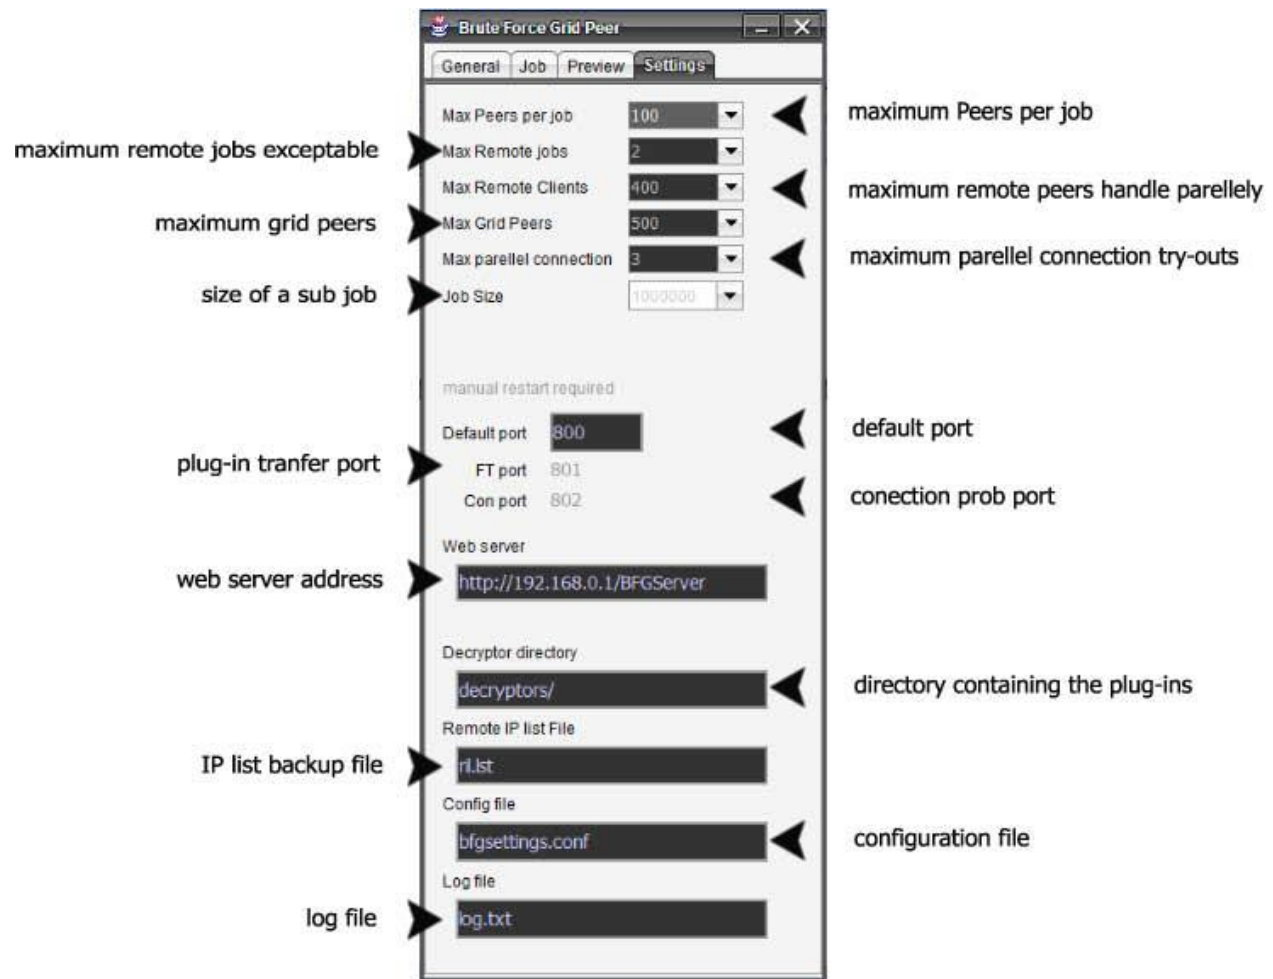 Brute Force Grid Peer
General Job Preview Settings
Max Peers per job 100 maximum Peers per job
maximum remote jobs exceptable Max Remote jobs 2
Max Remote Clients 400 maximum remote peers handle parellely
maximum grid peers Max Grid Peers 500
Max parellel connection 3 maximum parellel connection try-outs
size of a sub job Job Size 1000000
manual restart required
Default port 800 default port
plug-in tranfer port FT port 801
Con port 802 conection prob port
Web server
web server address http://192.168.0.1/BFGServer
Decryptor directory
decryptors/ directory containing the plug-ins
Remote IP list File
IP list backup file ril.lst
Config file
bfgsettings.conf configuration file
Log file
log file log.txt